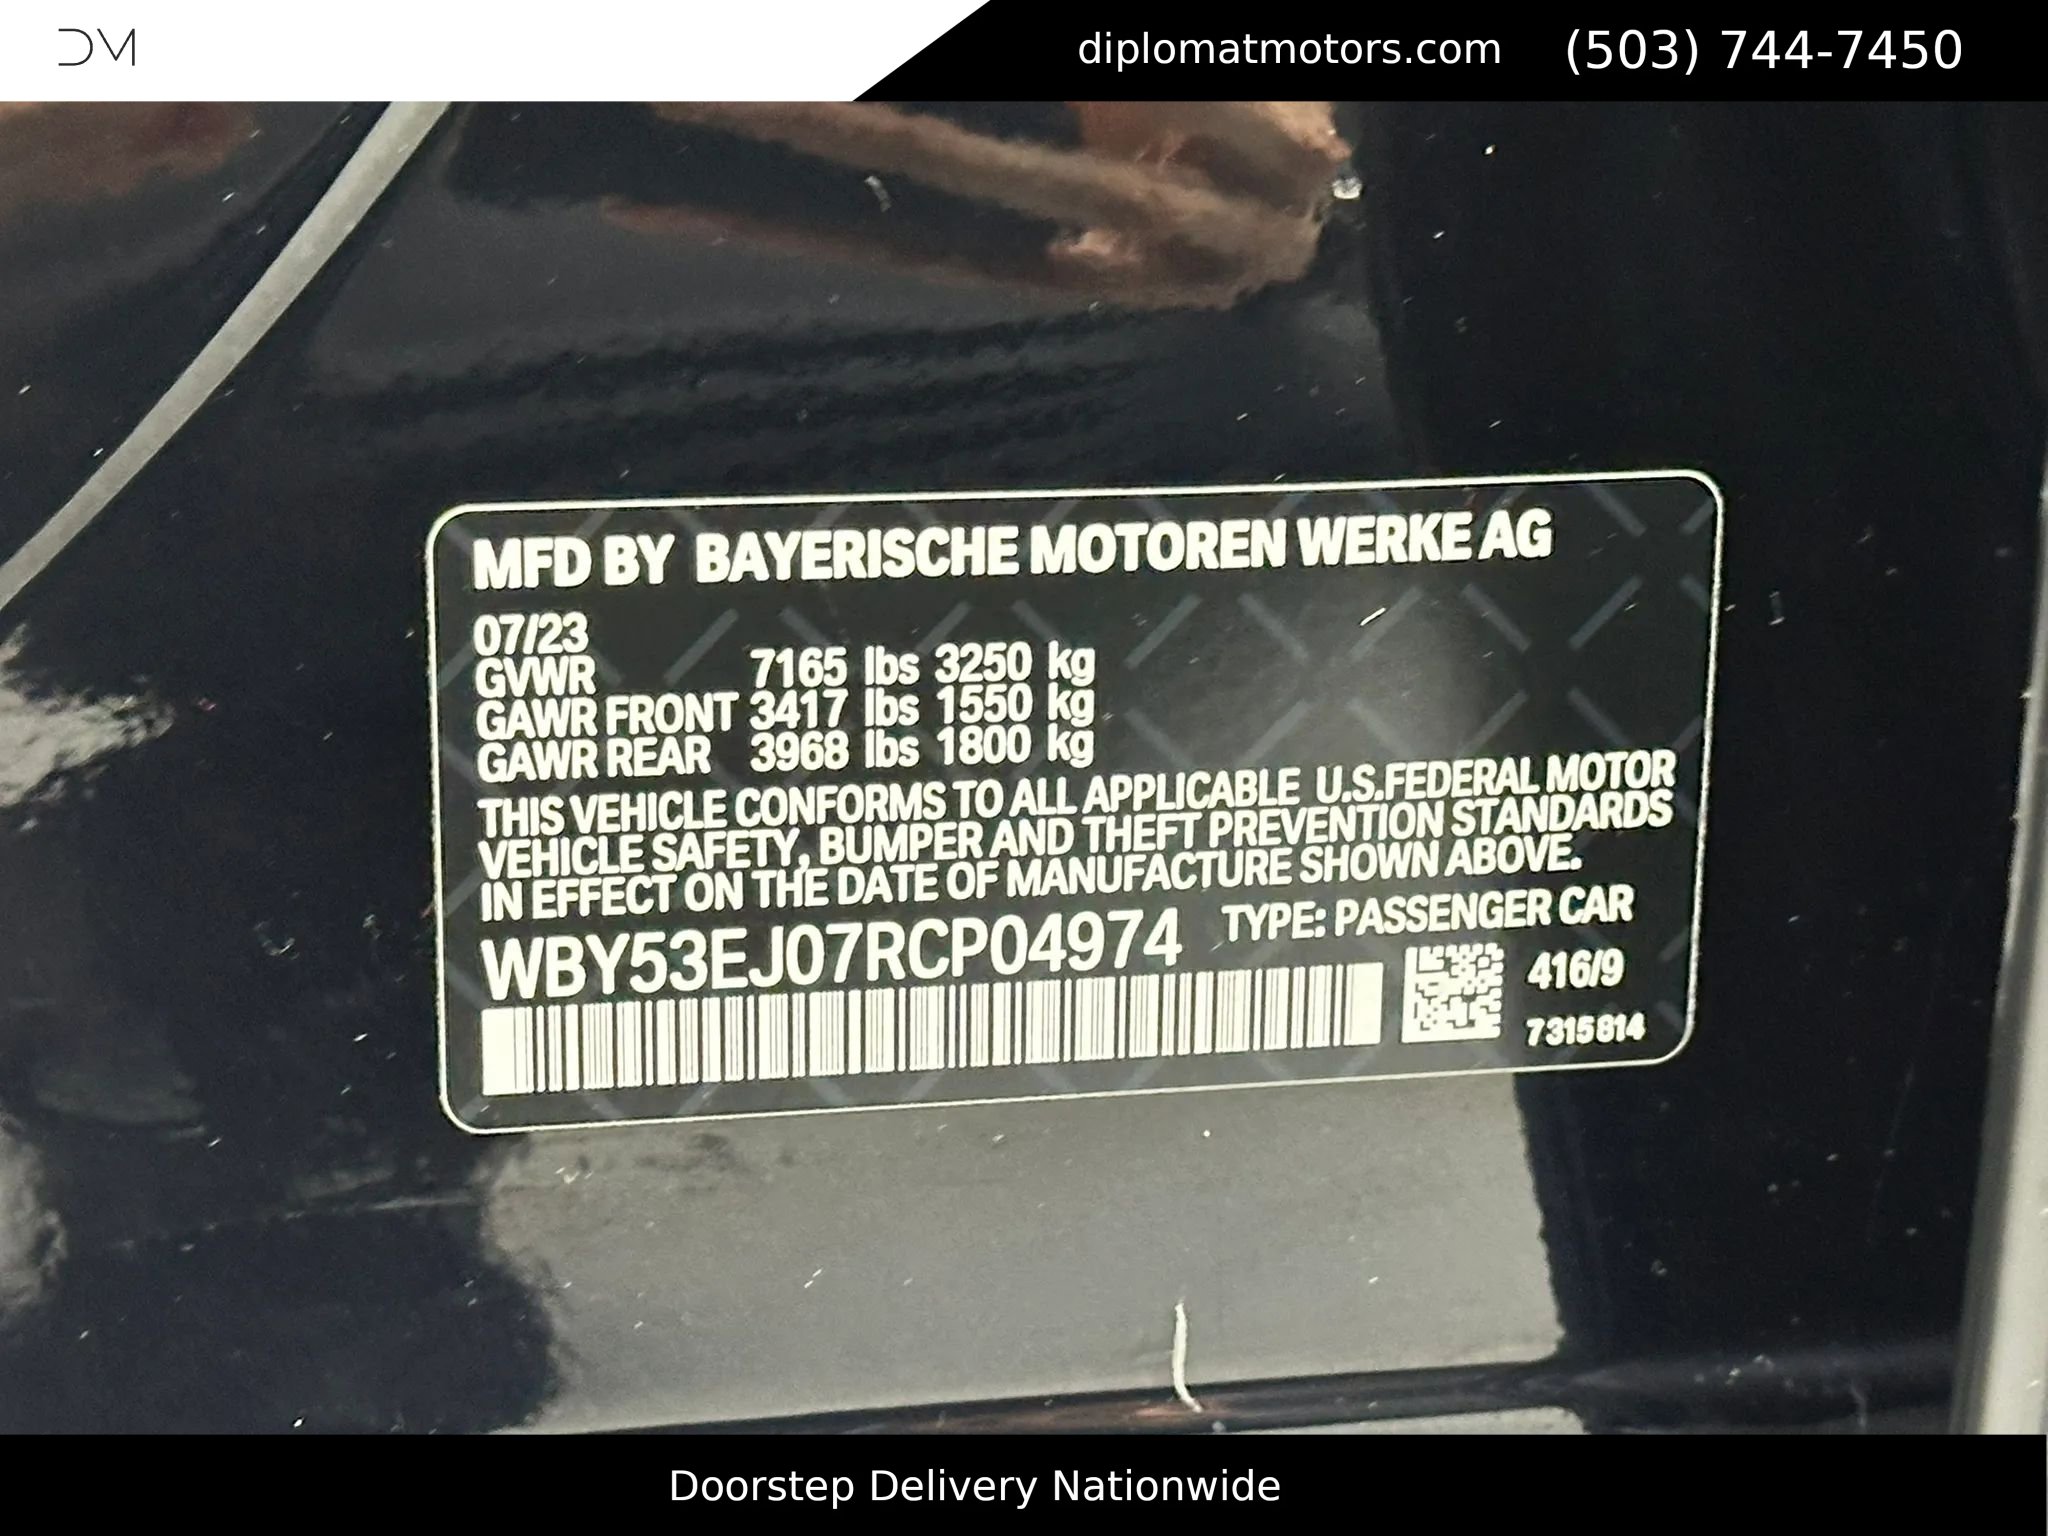 DM
diplomatmotors.com (503) 744-7450
MFD BY BAYERISCHE MOTOREN WERKE AG
07/23
GVWR 7165 lbs 3250 kg
GAWR FRONT 3417 lbs 1550 kg
GAWR REAR 3968 lbs 1800 kg
THIS VEHICLE CONFORMS TO ALL APPLICABLE U.S.FEDERAL MOTOR
VEHICLE SAFETY, BUMPER AND THEFT PREVENTION STANDARDS
IN EFFECT ON THE DATE OF MANUFACTURE SHOWN ABOVE.
WBY53EJ07RCP04974 TYPE: PASSENGER CAR
416/9
7315814
Doorstep Delivery Nationwide